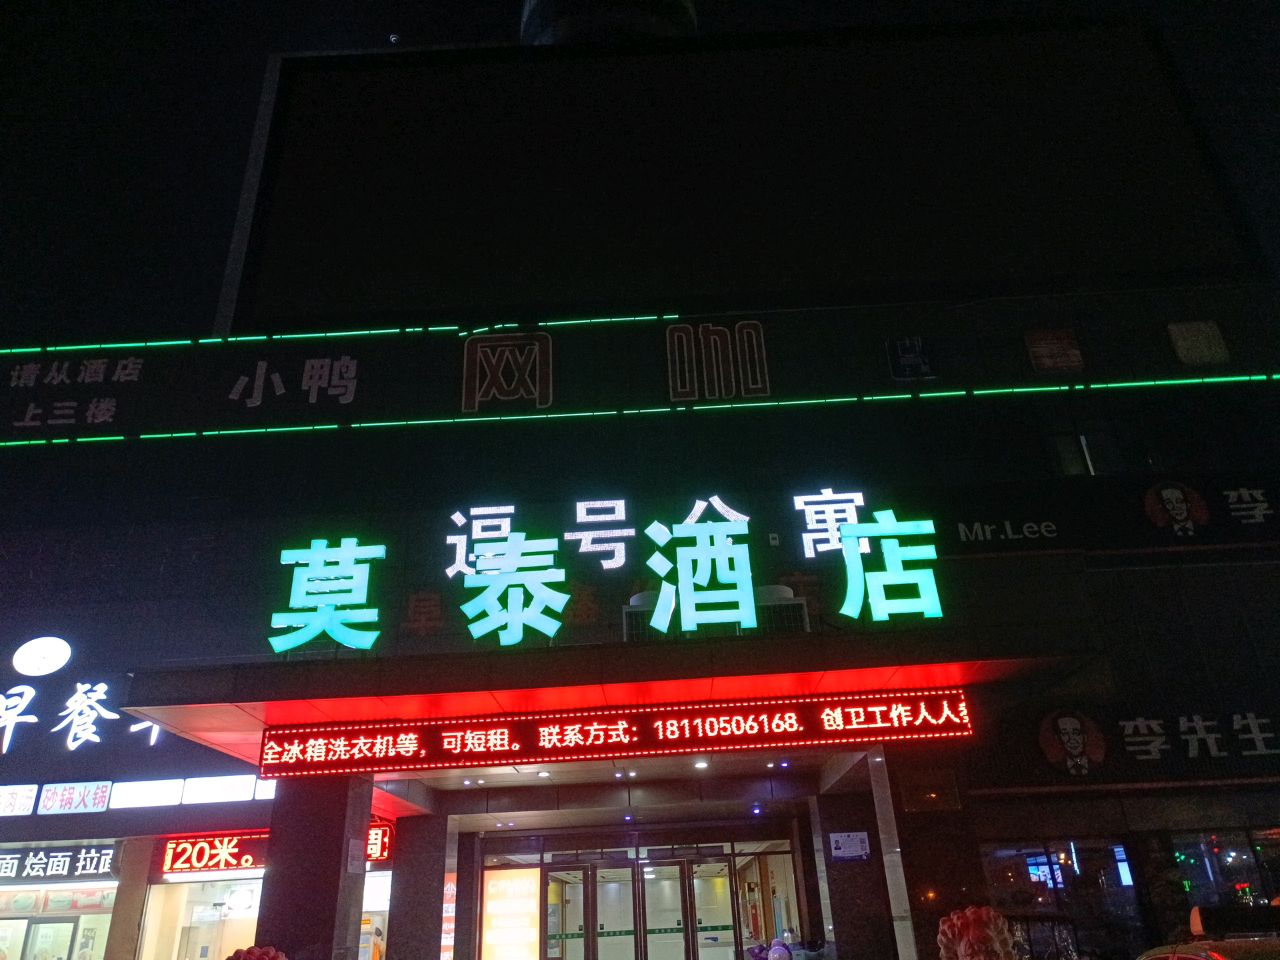 请从酒店
上三楼
小鸭
网咖
逗号公寓
莫泰酒店
Mr.Lee
李
李先生
早餐
全冰箱洗衣机等，可短租。联系方式：18110506168. 创卫工作人人
砂锅火锅
面 烩面 拉面
120米。